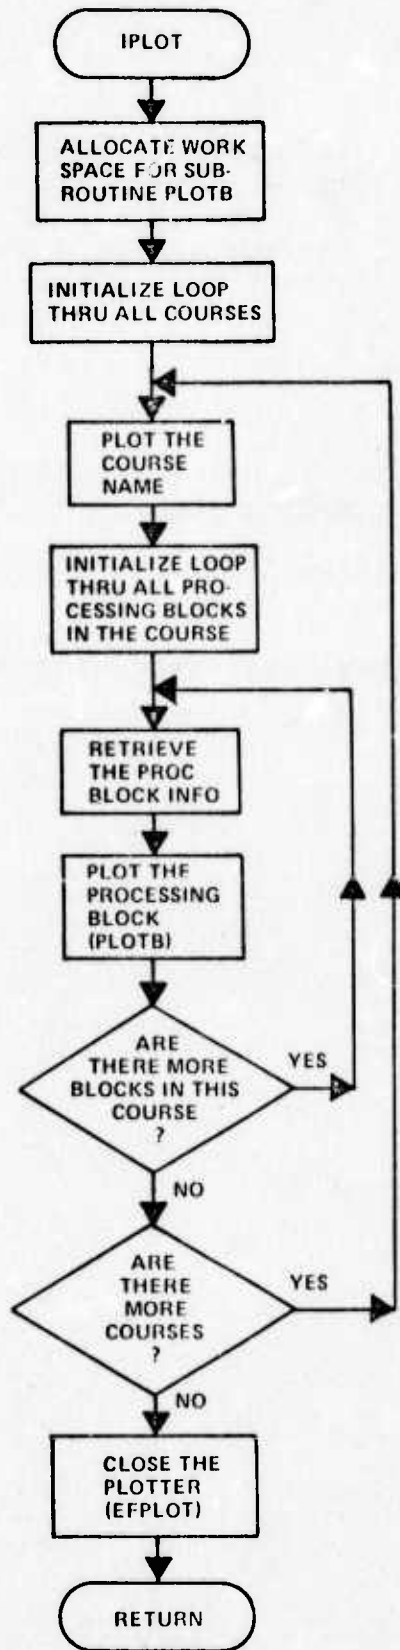 IPLOT
ALLOCATE WORK
SPACE FOR SUB-
ROUTINE PLOTB
INITIALIZE LOOP
THRU ALL COURSES
PLOT THE
COURSE
NAME
INITIALIZE LOOP
THRU ALL PRO-
CESSING BLOCKS
IN THE COURSE
RETRIEVE
THE PROC
BLOCK INFO
PLOT THE
PROCESSING
BLOCK
(PLOTB)
ARE
THERE MORE
BLOCKS IN THIS
COURSE
?
YES
NO
ARE
THERE
MORE
COURSES
?
YES
NO
CLOSE THE
PLOTTER
(EFPLOT)
RETURN